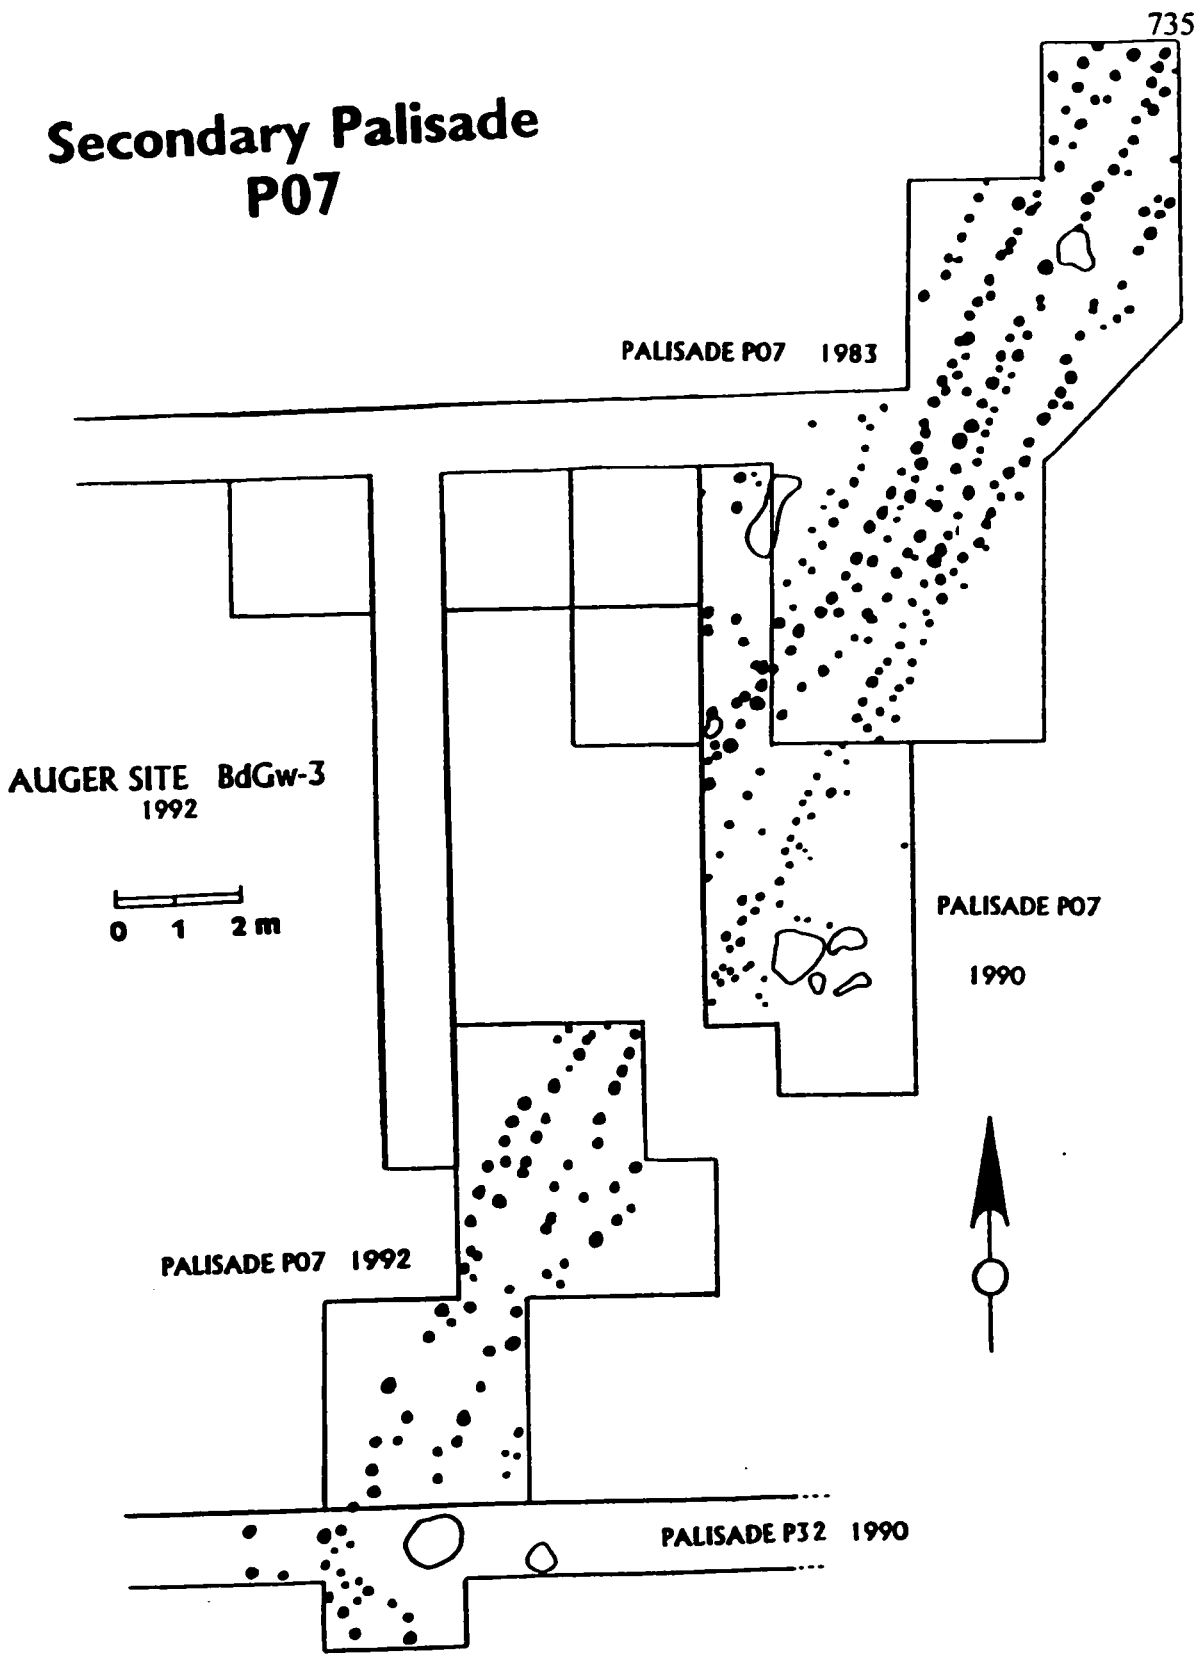 735
Secondary Palisade
P07
PALISADE P07 1983
AUGER SITE BdGw-3
1992
0 1 2 m
PALISADE P07
1990
PALISADE P07 1992
PALISADE P32 1990